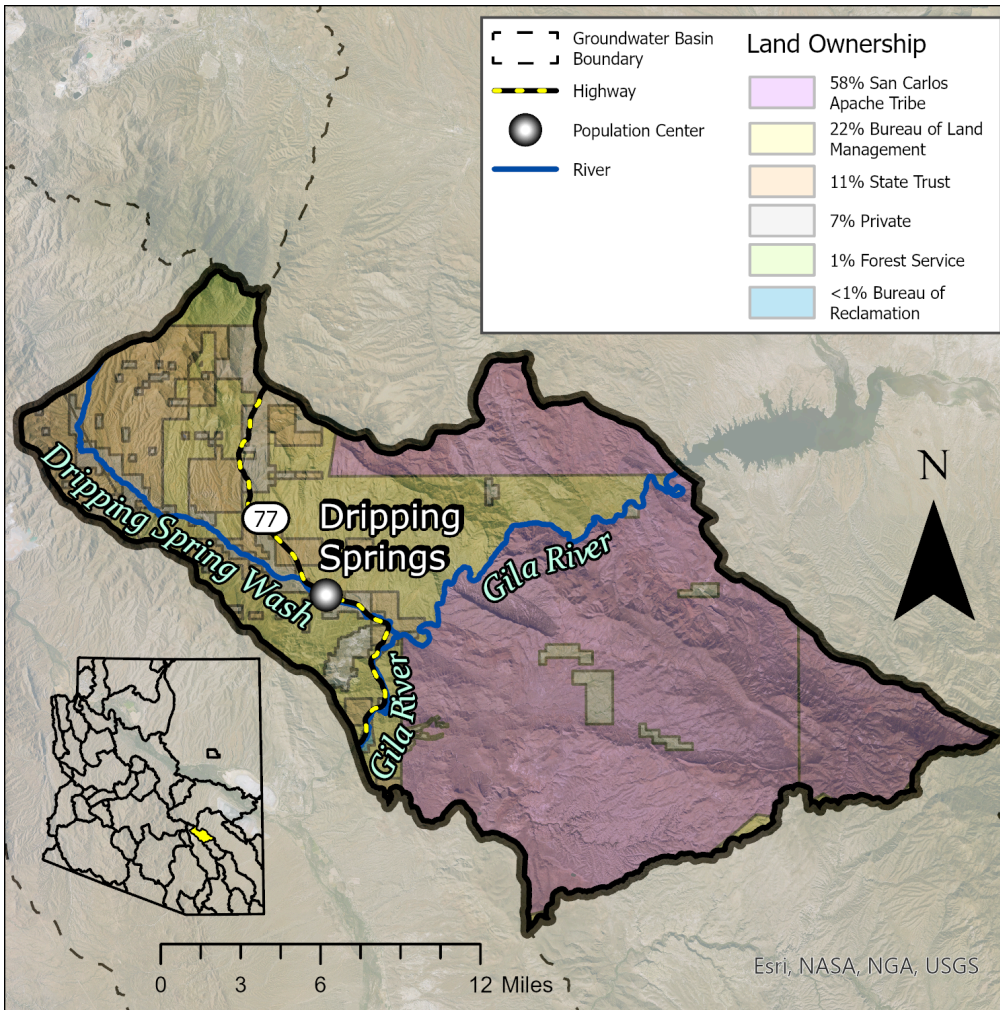 Groundwater Basin
Boundary
Highway
Population Center
River
Land Ownership
58% San Carlos
Apache Tribe
22% Bureau of Land
Management
11% State Trust
7% Private
1% Forest Service
<1% Bureau of
Reclamation
N
77
Dripping
Springs
Dripping Spring Wash
Gila River
Gila River
0 3 6 12 Miles
Esri, NASA, NGA, USGS